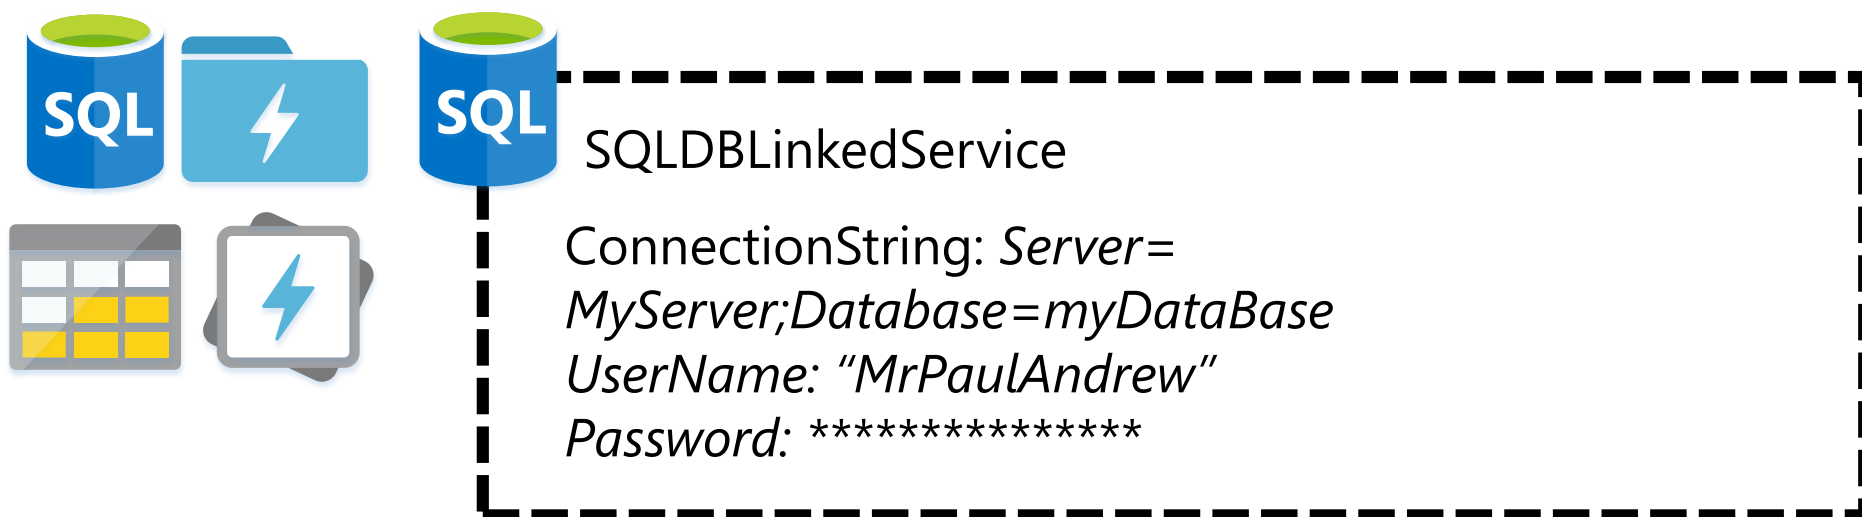 SQL
SQL
SQLDBLinkedService
ConnectionString: Server=
MyServer;Database=myDataBase
UserName: “MrPaulAndrew”
Password: ***************